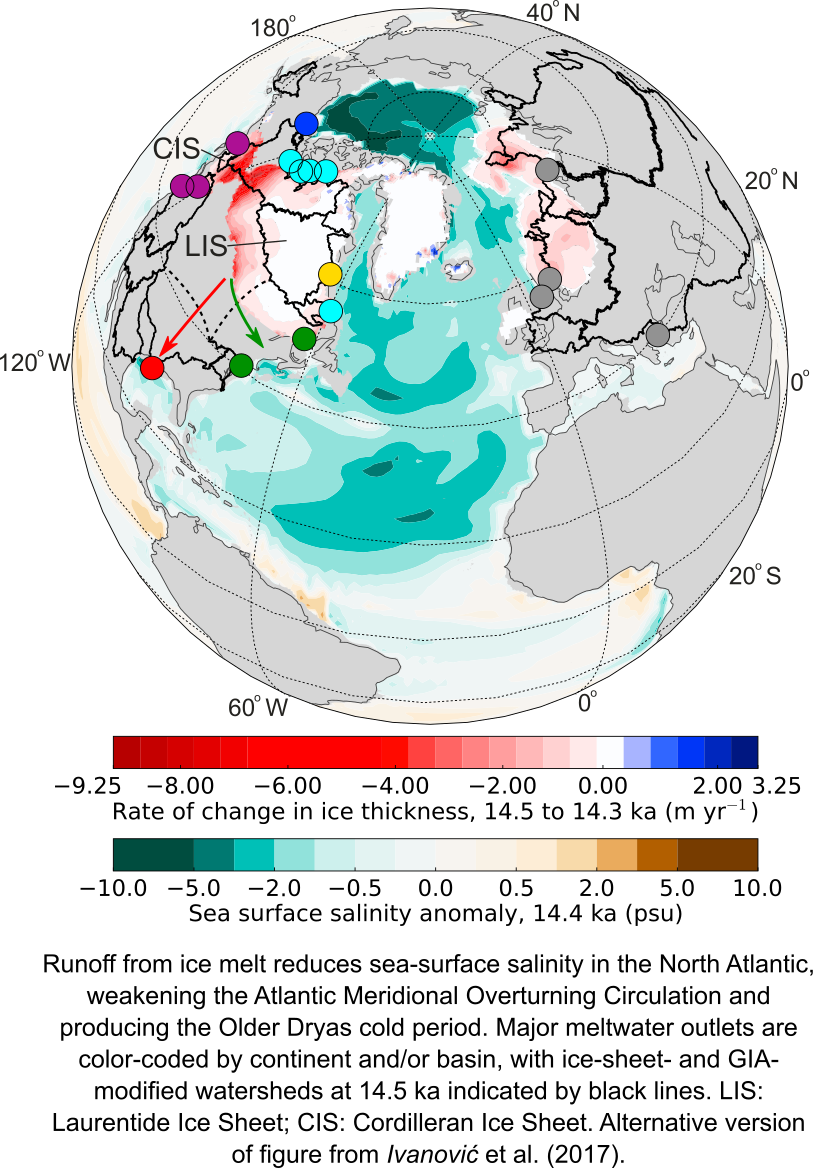 40° N
180°
CIS
20° N
LIS
120° W
0°
20° S
60° W
0°
−9.25 −8.00 −6.00 −4.00 −2.00 0.00 2.00 3.25
Rate of change in ice thickness, 14.5 to 14.3 ka (m yr⁻¹)
−10.0 −5.0 −2.0 −0.5 0.0 0.5 2.0 5.0 10.0
Sea surface salinity anomaly, 14.4 ka (psu)
Runoff from ice melt reduces sea-surface salinity in the North Atlantic,
weakening the Atlantic Meridional Overturning Circulation and
producing the Older Dryas cold period. Major meltwater outlets are
color-coded by continent and/or basin, with ice-sheet- and GIA-
modified watersheds at 14.5 ka indicated by black lines. LIS:
Laurentide Ice Sheet; CIS: Cordilleran Ice Sheet. Alternative version
of figure from Ivanović et al. (2017).